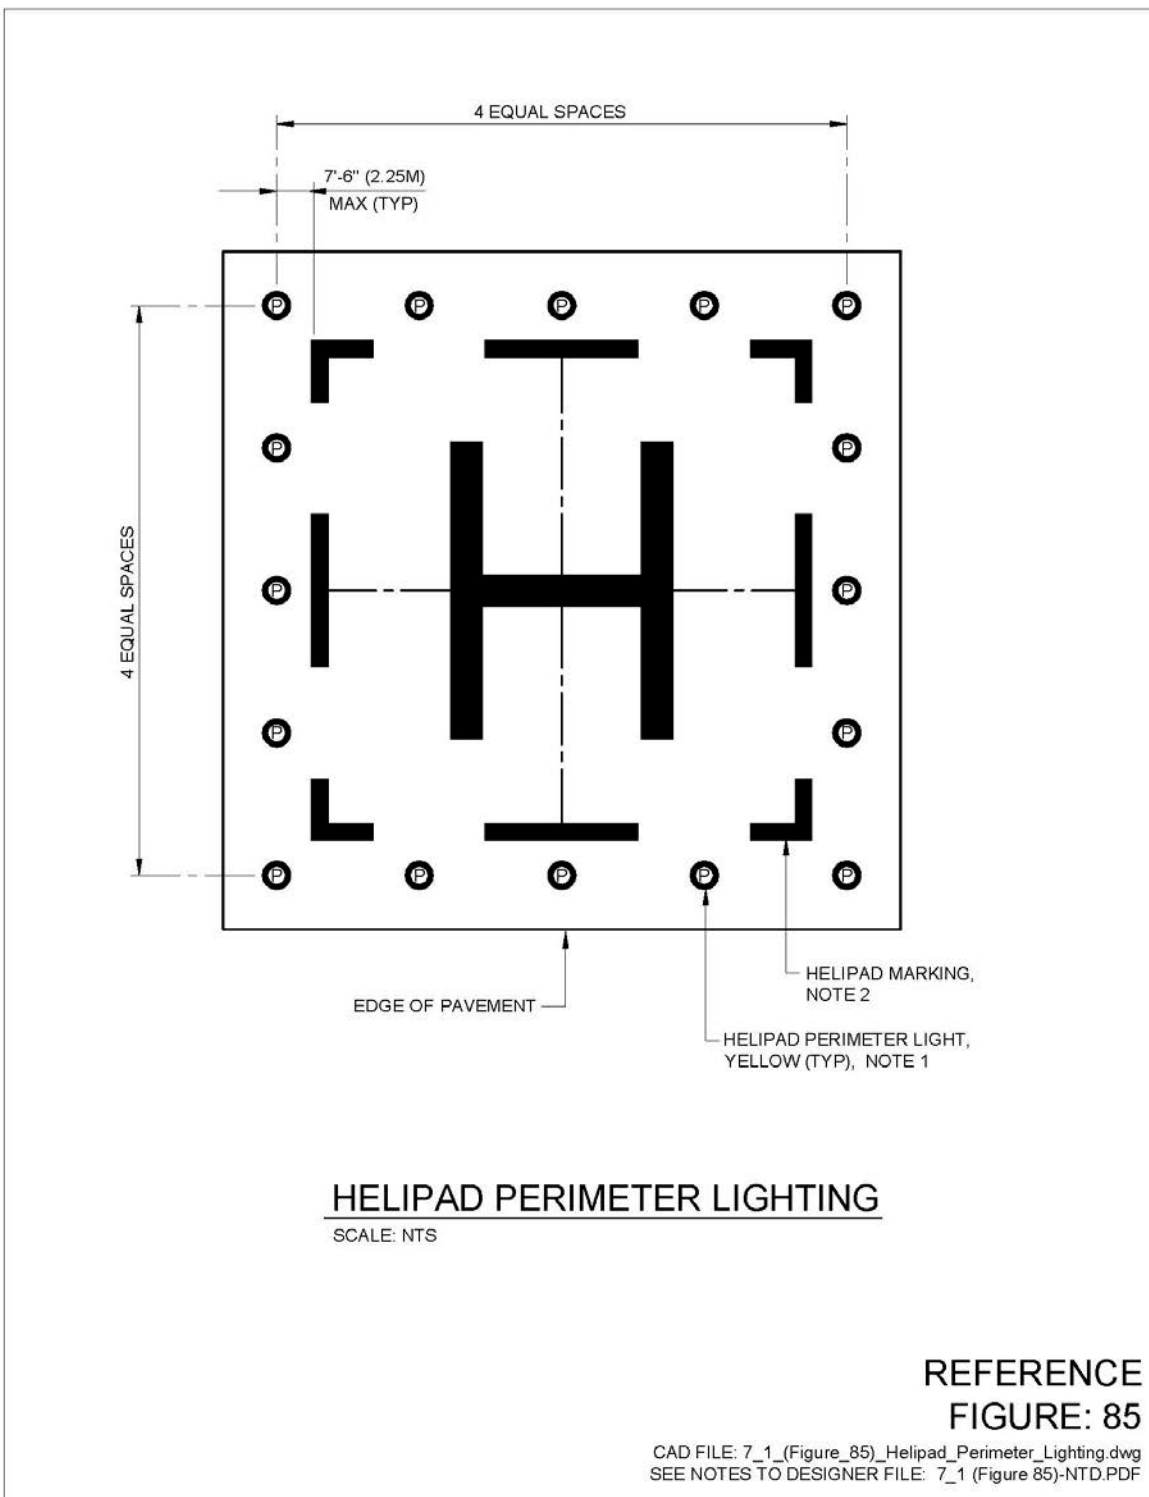 4 EQUAL SPACES
7'-6" (2.25M)
MAX (TYP)
P P P P P
P P
4 EQUAL SPACES
H
P P
P P
P P P P P
HELIPAD MARKING,
NOTE 2
EDGE OF PAVEMENT
HELIPAD PERIMETER LIGHT,
YELLOW (TYP), NOTE 1
HELIPAD PERIMETER LIGHTING
SCALE: NTS
REFERENCE
FIGURE: 85
CAD FILE: 7_1_(Figure_85)_Helipad_Perimeter_Lighting.dwg
SEE NOTES TO DESIGNER FILE: 7_1 (Figure 85)-NTD.PDF